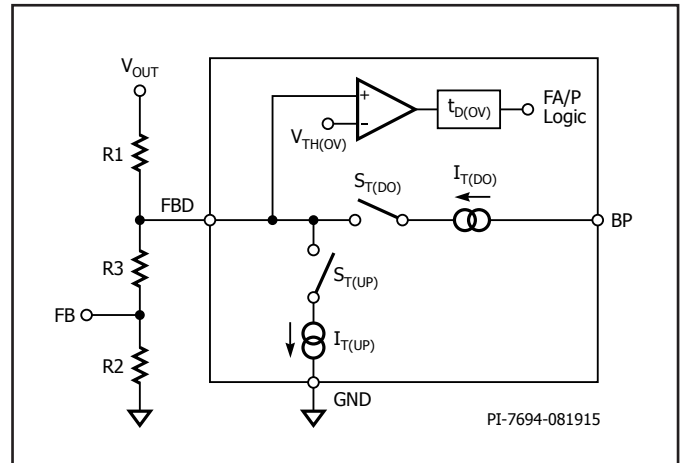 VOUT
R1
FBD
R3
FB
R2
+
-
VTH(OV)
tD(OV)
FA/P
Logic
ST(DO)
IT(DO)
BP
ST(UP)
IT(UP)
GND
PI-7694-081915